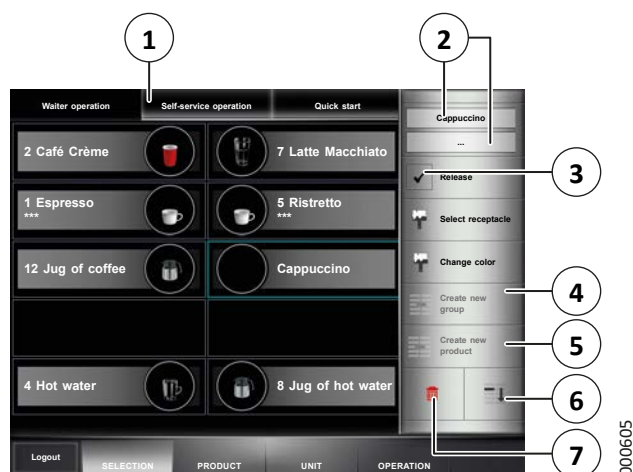 1
2
Waiter operation
Self-service operation
Quick start
Cappuccino
...
2 Café Crème
7 Latte Macchiato
Release
3
1 Espresso
***
5 Ristretto
***
Select receptacle
12 Jug of coffee
Cappuccino
Change color
Create new
group
4
Create new
product
5
4 Hot water
8 Jug of hot water
6
7
Logout
SELECTION
PRODUCT
UNIT
OPERATION
000605